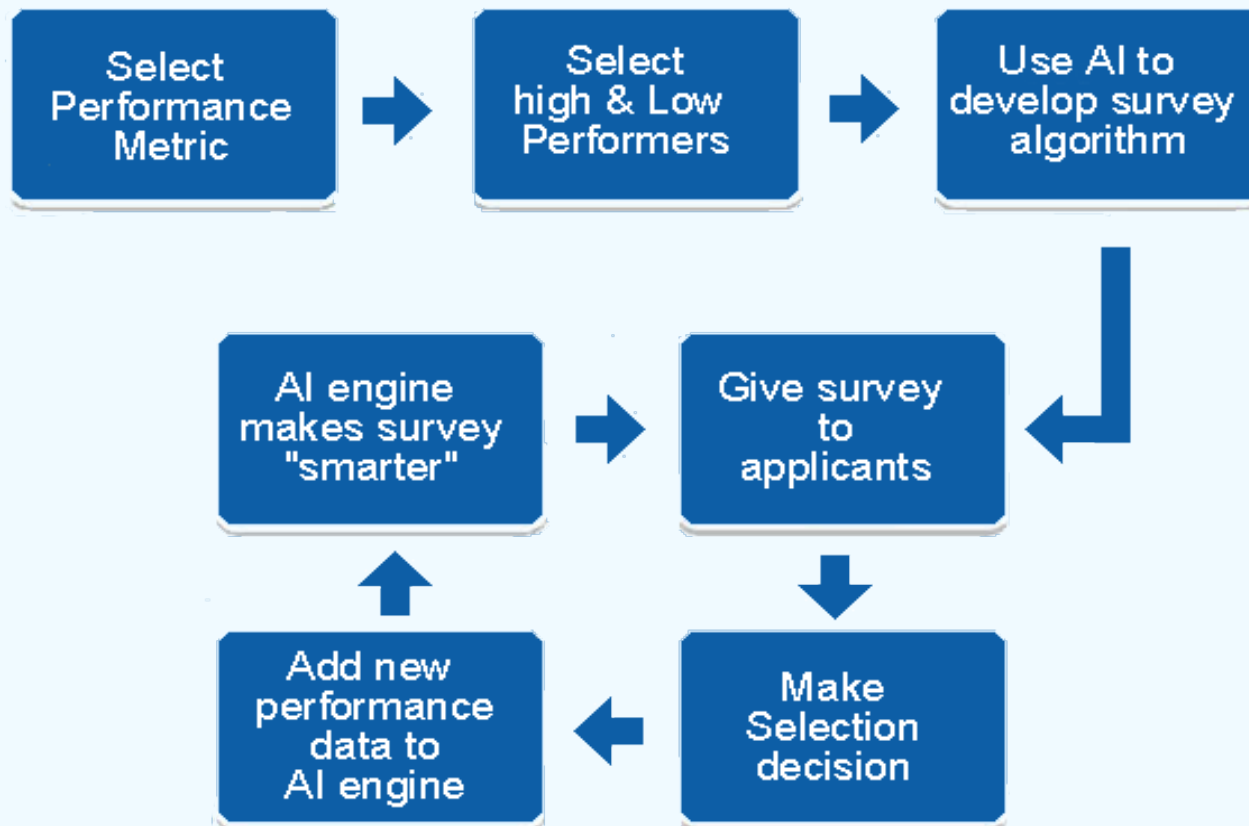 Select
Performance
Metric
Select
high & Low
Performers
Use AI to
develop survey
algorithm
Give survey
to
applicants
Make
Selection
decision
Add new
performance
data to
AI engine
AI engine
makes survey
"smarter"